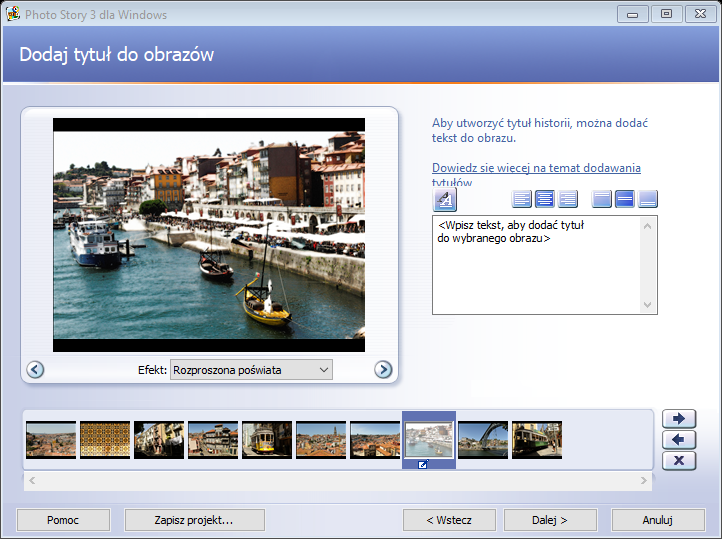 Photo Story 3 dla Windows
Dodaj tytuł do obrazów
Aby utworzyć tytuł historii, można dodać
tekst do obrazu.
Dowiedz się więcej na temat dodawania
tytułów
<Wpisz tekst, aby dodać tytuł
do wybranego obrazu>
Efekt: Rozproszona poświata
Pomoc
Zapisz projekt...
< Wstecz
Dalej >
Anuluj